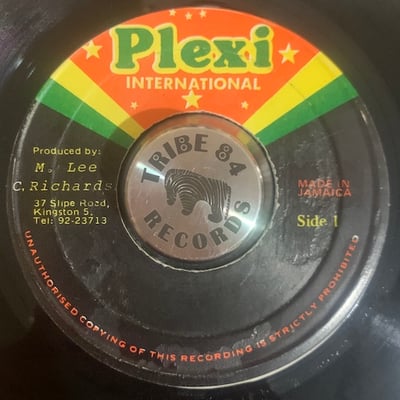 Plexi
INTERNATIONAL
Produced by:
M. Lee
C. Richards
37 Slipe Road,
Kingston 5.
Tel: 92-23713
TRIBE 84
RECORDS
MADE IN
JAMAICA
Side 1
UNAUTHORISED COPYING OF THIS RECORDING IS STRICTLY PROHIBITED